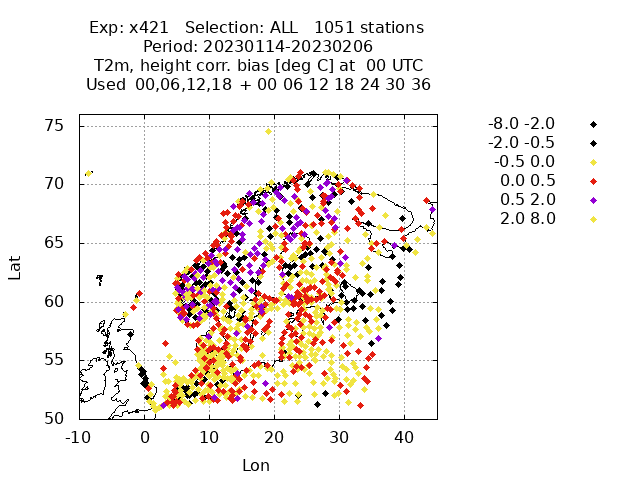 Exp: x421   Selection: ALL   1051 stations
Period: 20230114-20230206
T2m, height corr. bias [deg C] at  00 UTC
Used  00,06,12,18  + 00 06 12 18 24 30 36
75
70
65
60
55
50
-10 0 10 20 30 40
Lat
Lon
-8.0 -2.0
-2.0 -0.5
-0.5 0.0
0.0 0.5
0.5 2.0
2.0 8.0